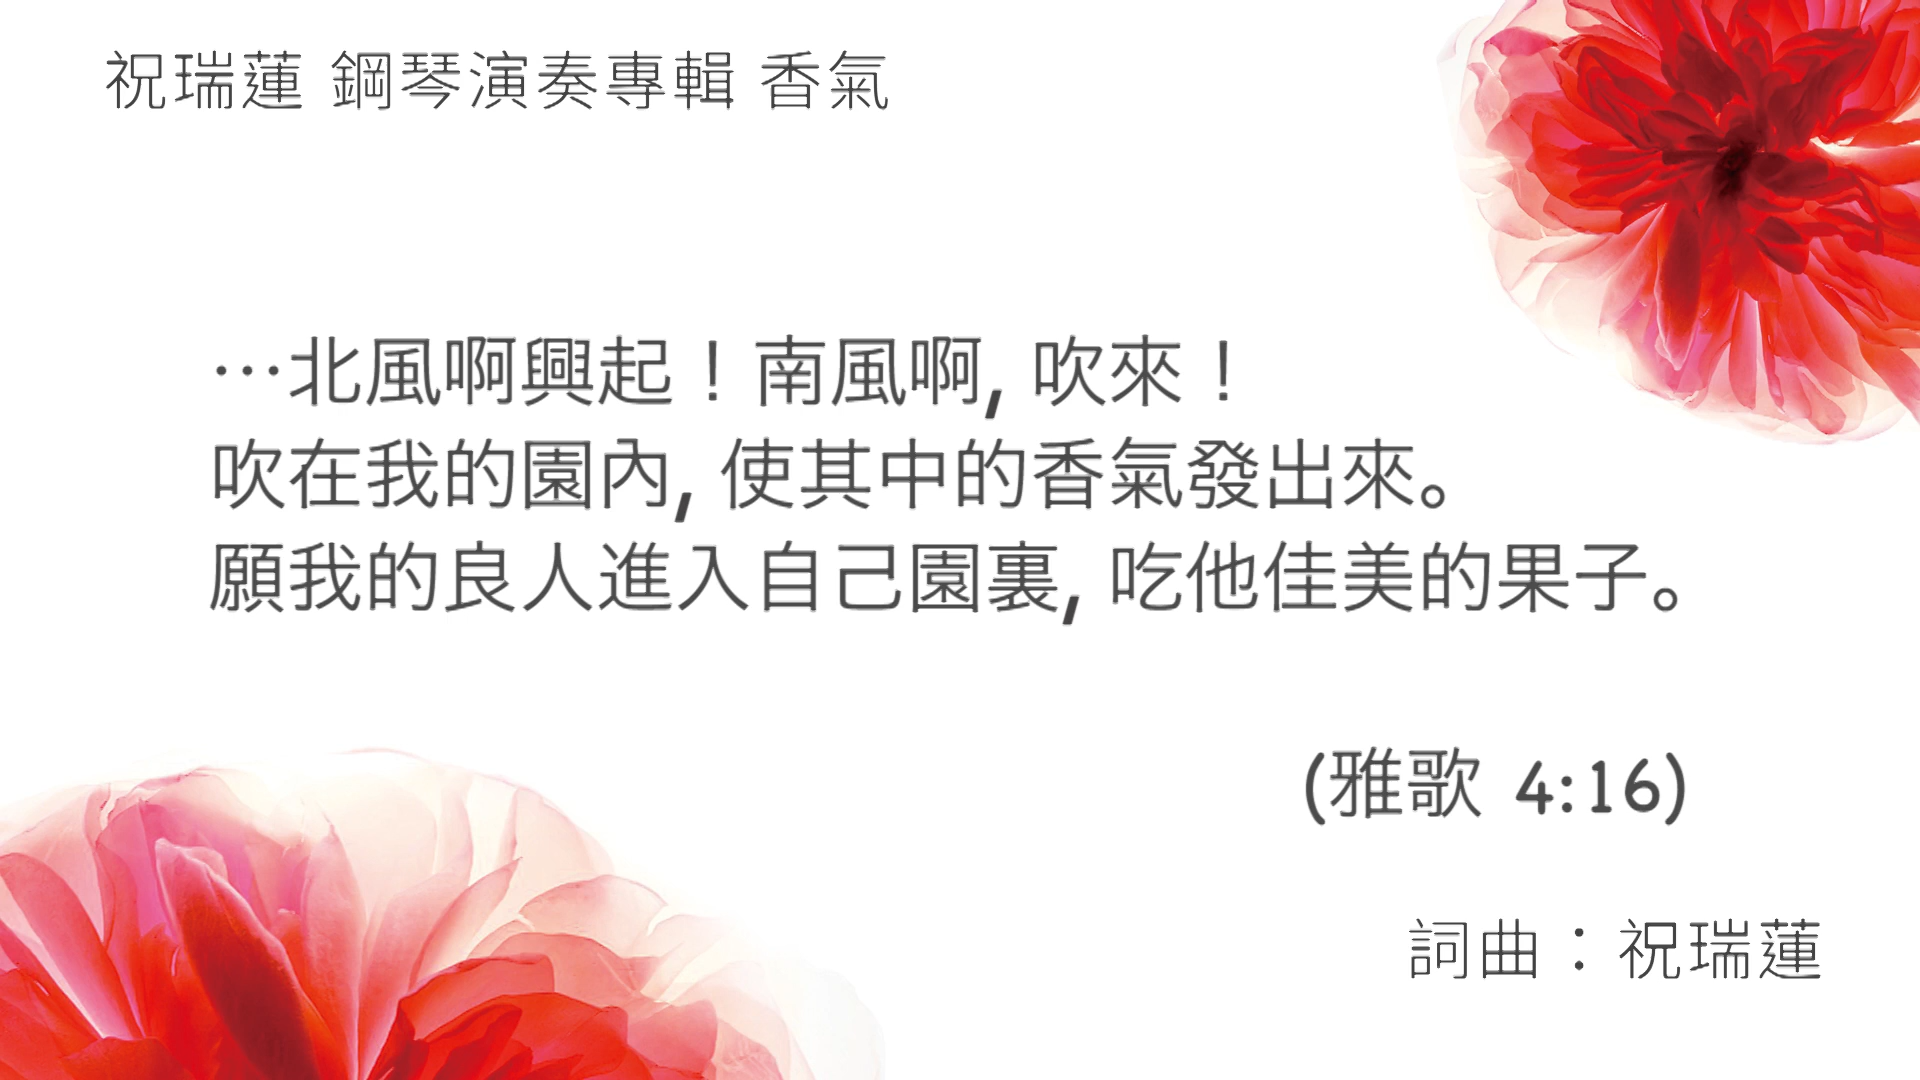 祝瑞蓮 鋼琴演奏專輯 香氣
…北風啊興起！南風啊, 吹來！
吹在我的園內, 使其中的香氣發出來。
願我的良人進入自己園裏, 吃他佳美的果子。
(雅歌 4:16)
詞曲：祝瑞蓮